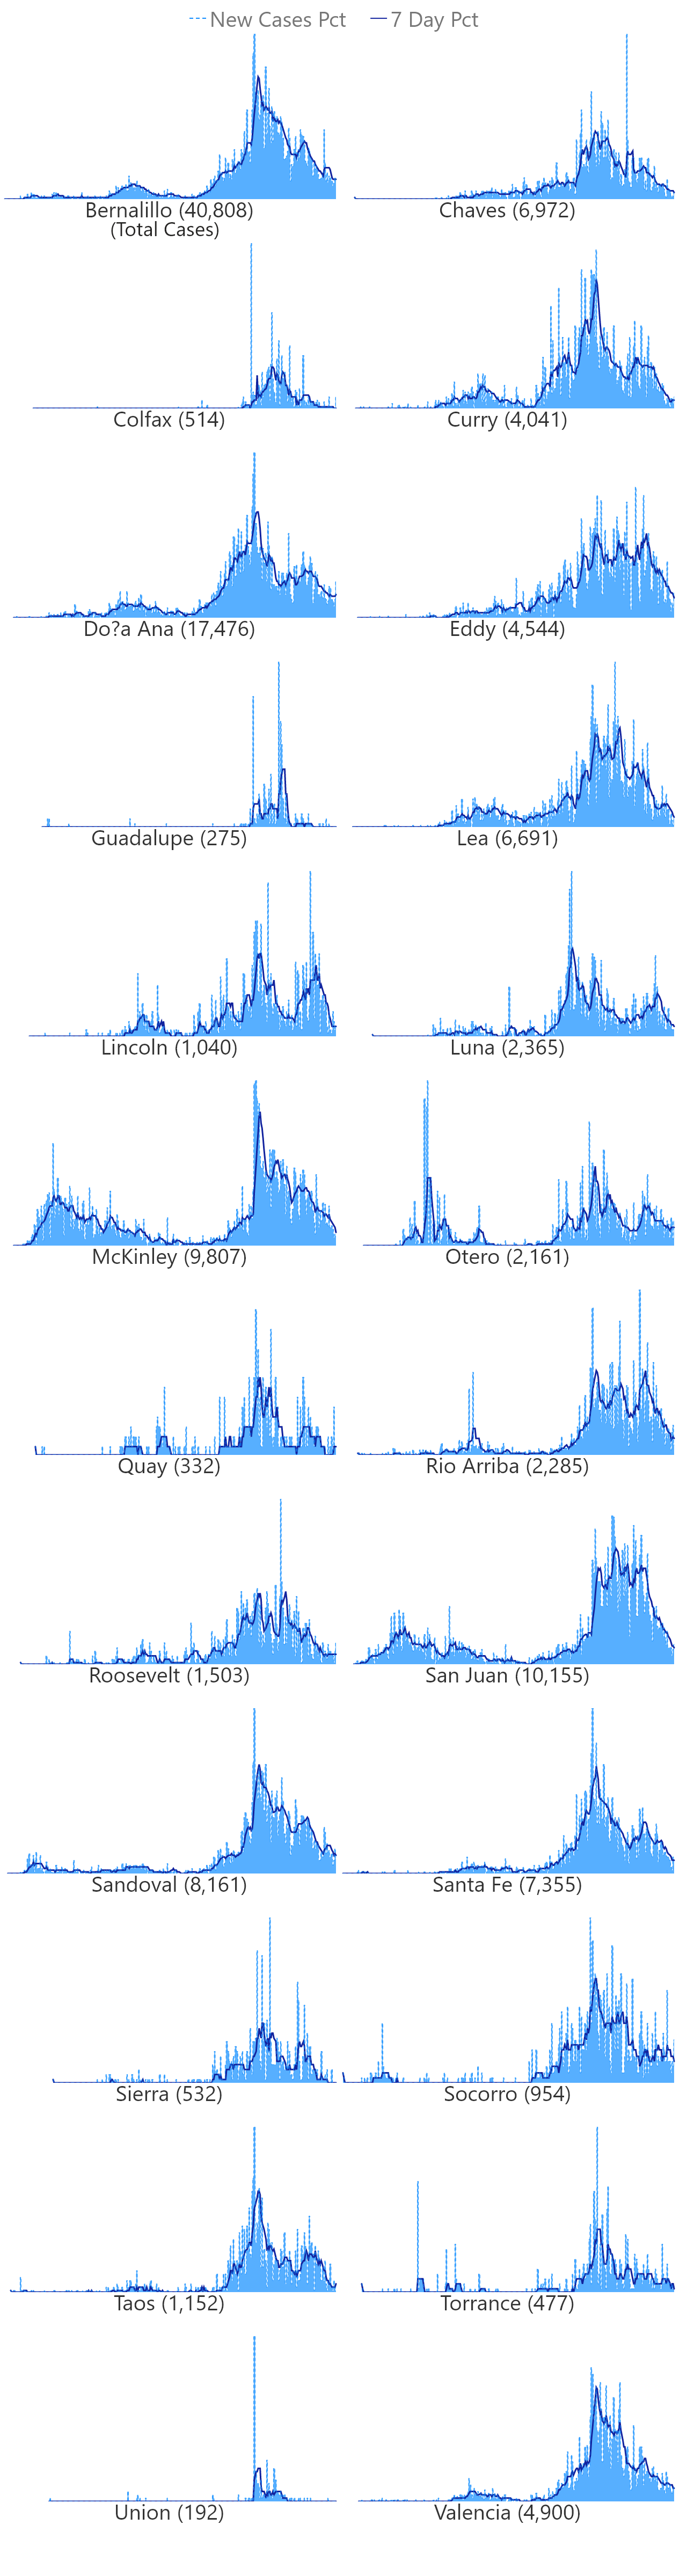 New Cases Pct 7 Day Pct
Bernalillo (40,808) Chaves (6,972)
(Total Cases)
Colfax (514) Curry (4,041)
Do?a Ana (17,476) Eddy (4,544)
Guadalupe (275) Lea (6,691)
Lincoln (1,040) Luna (2,365)
McKinley (9,807) Otero (2,161)
Quay (332) Rio Arriba (2,285)
Roosevelt (1,503) San Juan (10,155)
Sandoval (8,161) Santa Fe (7,355)
Sierra (532) Socorro (954)
Taos (1,152) Torrance (477)
Union (192) Valencia (4,900)